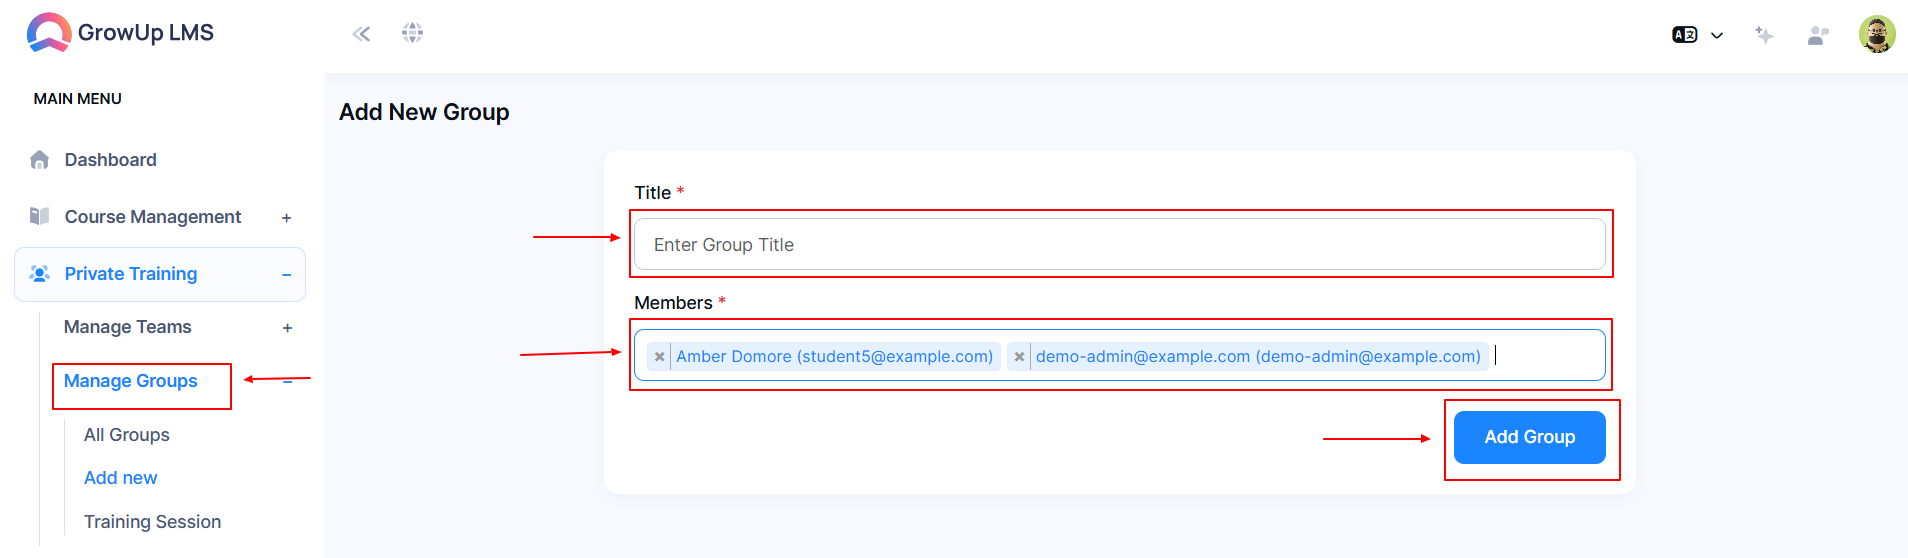 GrowUp LMS
MAIN MENU
Dashboard
Course Management +
Private Training −
Manage Teams +
Manage Groups −
All Groups
Add new
Training Session
Add New Group
Title *
Enter Group Title
Members *
× Amber Domore (student5@example.com) × demo-admin@example.com (demo-admin@example.com)
Add Group